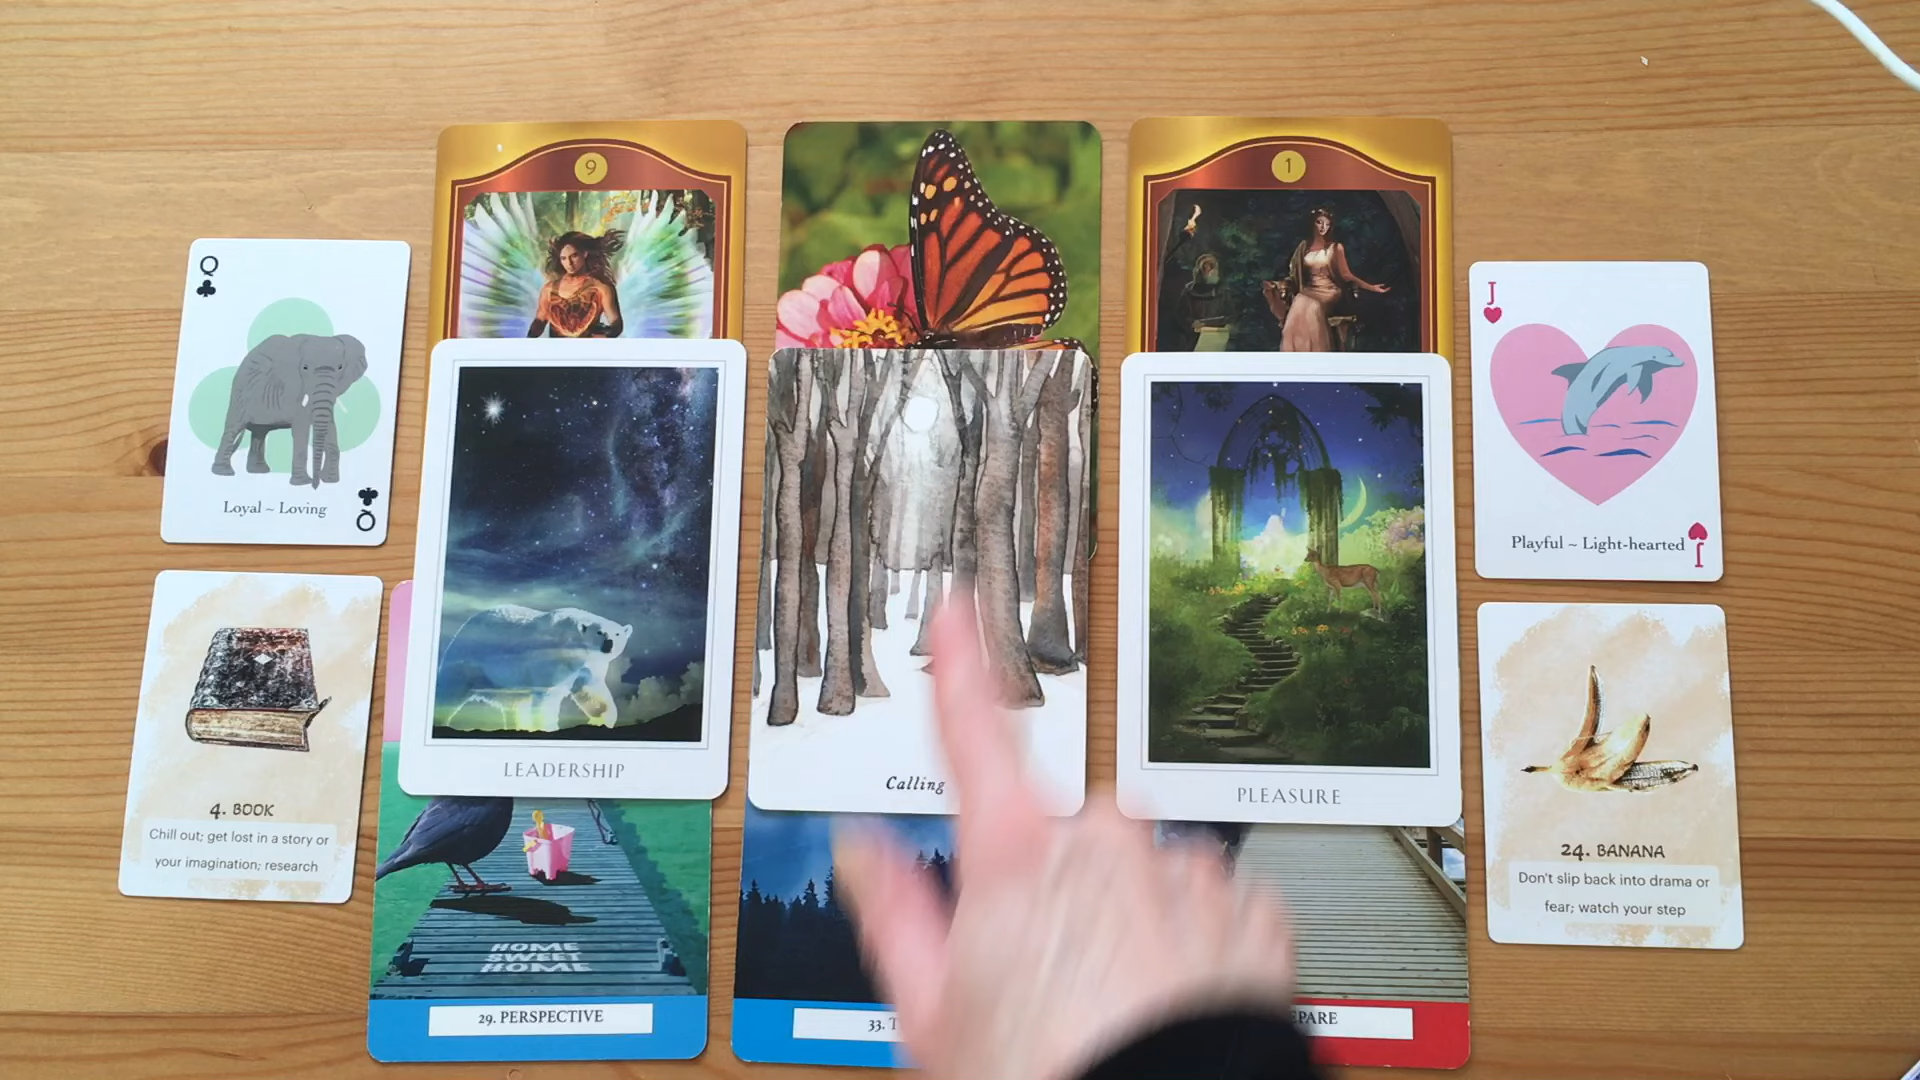 9
1
Q
Loyal ~ Loving
Q
J
Playful ~ Light-hearted
J
LEADERSHIP
Calling
PLEASURE
4. BOOK
Chill out; get lost in a story or
your imagination; research
24. BANANA
Don't slip back into drama or
fear; watch your step
HOME
SWEET
HOME
29. PERSPECTIVE
33.